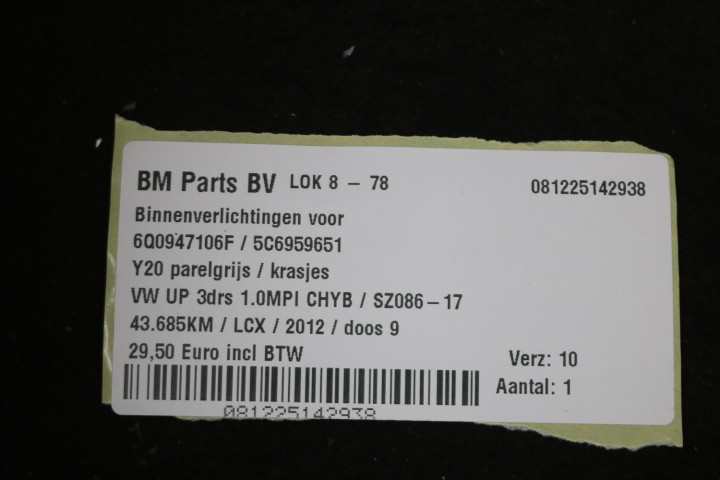 BM Parts BV LOK 8 – 78 081225142938
Binnenverlichtingen voor
6Q0947106F / 5C6959651
Y20 parelgrijs / krasjes
VW UP 3drs 1.0MPI CHYB / SZ086-17
43.685KM / LCX / 2012 / doos 9
29,50 Euro incl BTW
Verz: 10
Aantal: 1
081225142938